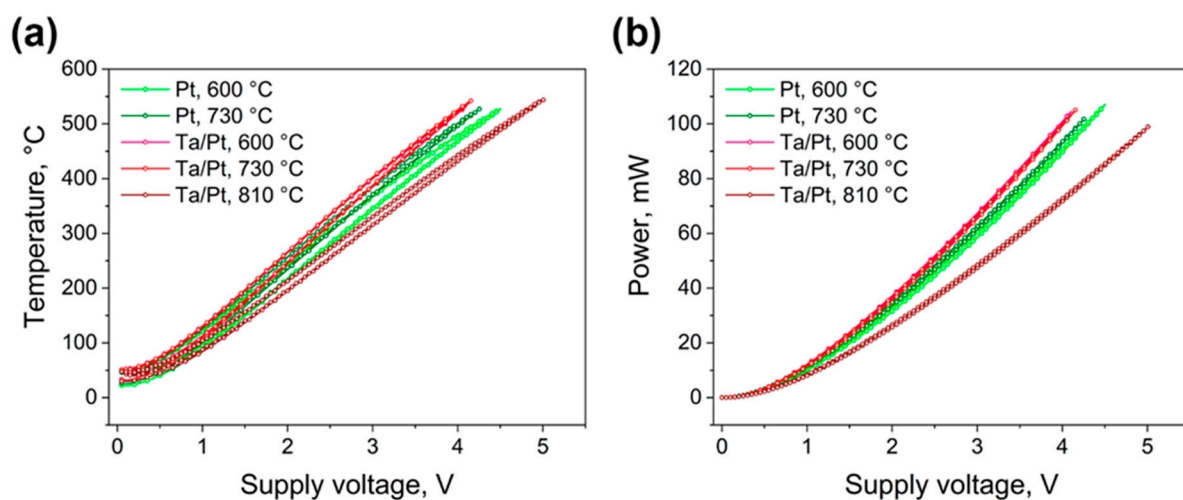 (a)
600
500
400
300
200
100
0
Temperature, °C
Pt, 600 °C
Pt, 730 °C
Ta/Pt, 600 °C
Ta/Pt, 730 °C
Ta/Pt, 810 °C
0 1 2 3 4 5
Supply voltage, V
(b)
120
100
80
60
40
20
0
Power, mW
Pt, 600 °C
Pt, 730 °C
Ta/Pt, 600 °C
Ta/Pt, 730 °C
Ta/Pt, 810 °C
0 1 2 3 4 5
Supply voltage, V